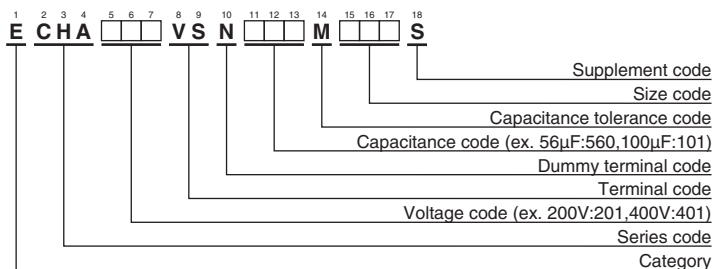 1 2 3 4 5 6 7 8 9 10 11 12 13 14 15 16 17 18
E CHA VS N M S
Supplement code
Size code
Capacitance tolerance code
Capacitance code (ex. 56μF:560,100μF:101)
Dummy terminal code
Terminal code
Voltage code (ex. 200V:201,400V:401)
Series code
Category